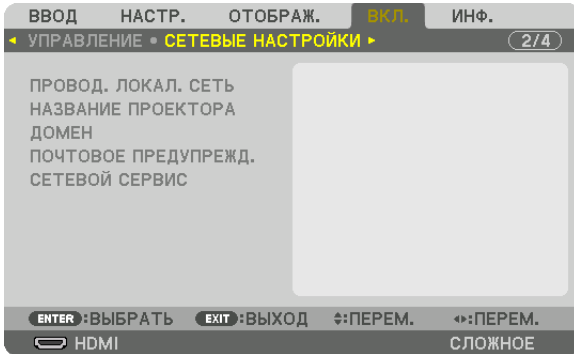 ВВОД НАСТР. ОТОБРАЖ. ВКЛ. ИНФ.
УПРАВЛЕНИЕ • СЕТЕВЫЕ НАСТРОЙКИ 2/4
ПРОВОД. ЛОКАЛ. СЕТЬ
НАЗВАНИЕ ПРОЕКТОРА
ДОМЕН
ПОЧТОВОЕ ПРЕДУПРЕЖД.
СЕТЕВОЙ СЕРВИС
ENTER :ВЫБРАТЬ EXIT :ВЫХОД :ПЕРЕМ. :ПЕРЕМ.
HDMI СЛОЖНОЕ